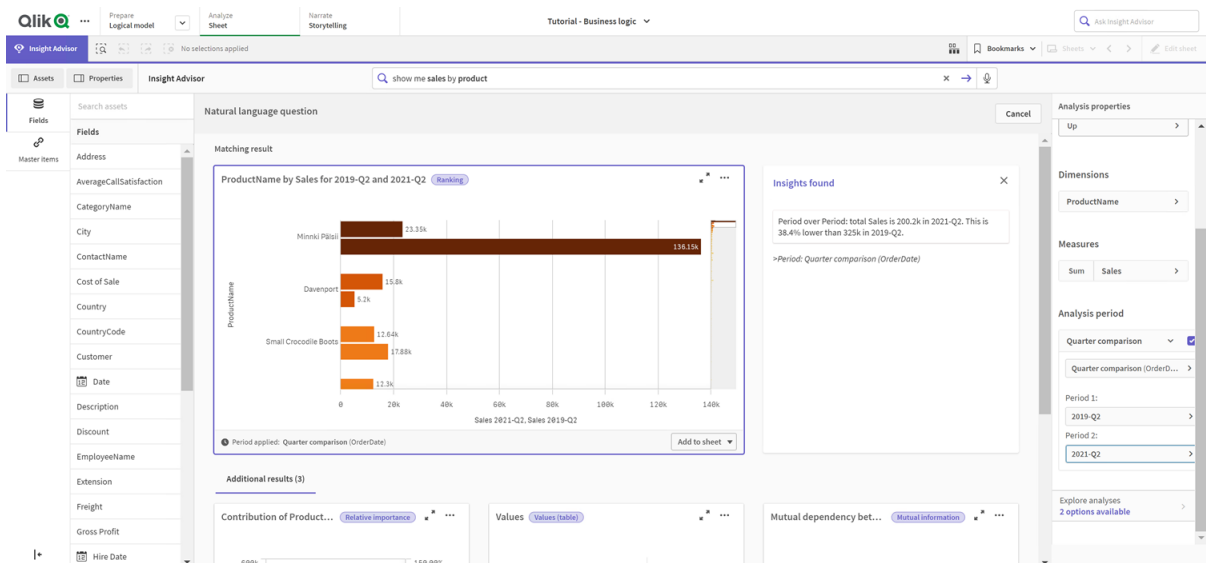 Qlik
Prepare
Logical model
Analyze
Sheet
Narrate
Storytelling
Tutorial - Business logic
Ask Insight Advisor
Insight Advisor
No selections applied
Bookmarks
Sheets
Edit sheet
Assets
Properties
Insight Advisor
show me sales by product
Fields
Master items
Search assets
Fields
Address
AverageCallSatisfaction
CategoryName
City
ContactName
Cost of Sale
Country
CountryCode
Customer
Date
Description
Discount
EmployeeName
Extension
Freight
Gross Profit
Hire Date
Natural language question
Cancel
Matching result
ProductName by Sales for 2019-Q2 and 2021-Q2 Ranking
ProductName
Minnki Pälsii
23.35k
136.15k
Davenport
15.8k
5.2k
Small Crocodile Boots
12.64k
17.88k
12.3k
0 20k 40k 60k 80k 100k 120k 140k
Sales 2021-Q2, Sales 2019-Q2
Period applied: Quarter comparison (OrderDate)
Add to sheet
Insights found
Period over Period: total Sales is 200.2k in 2021-Q2. This is
38.4% lower than 325k in 2019-Q2.
>Period: Quarter comparison (OrderDate)
Additional results (3)
Contribution of Product... Relative importance
600k 150.00%
Values Values (table)
Mutual dependency bet... Mutual information
Analysis properties
Up
Dimensions
ProductName
Measures
Sum Sales
Analysis period
Quarter comparison
Quarter comparison (OrderD...
Period 1:
2019-Q2
Period 2:
2021-Q2
Explore analyses
2 options available